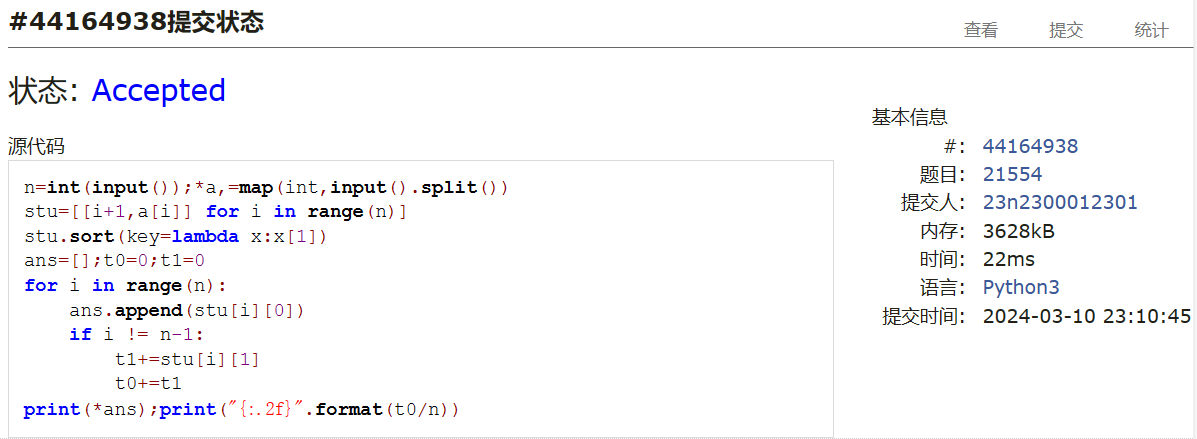 #44164938提交状态
查看 提交 统计
状态: Accepted
源代码
n=int(input());*a,=map(int,input().split())
stu=[[i+1,a[i]] for i in range(n)]
stu.sort(key=lambda x:x[1])
ans=[];t0=0;t1=0
for i in range(n):
    ans.append(stu[i][0])
    if i != n-1:
        t1+=stu[i][1]
        t0+=t1
print(*ans);print("{:.2f}".format(t0/n))
基本信息
#: 44164938
题目: 21554
提交人: 23n2300012301
内存: 3628kB
时间: 22ms
语言: Python3
提交时间: 2024-03-10 23:10:45